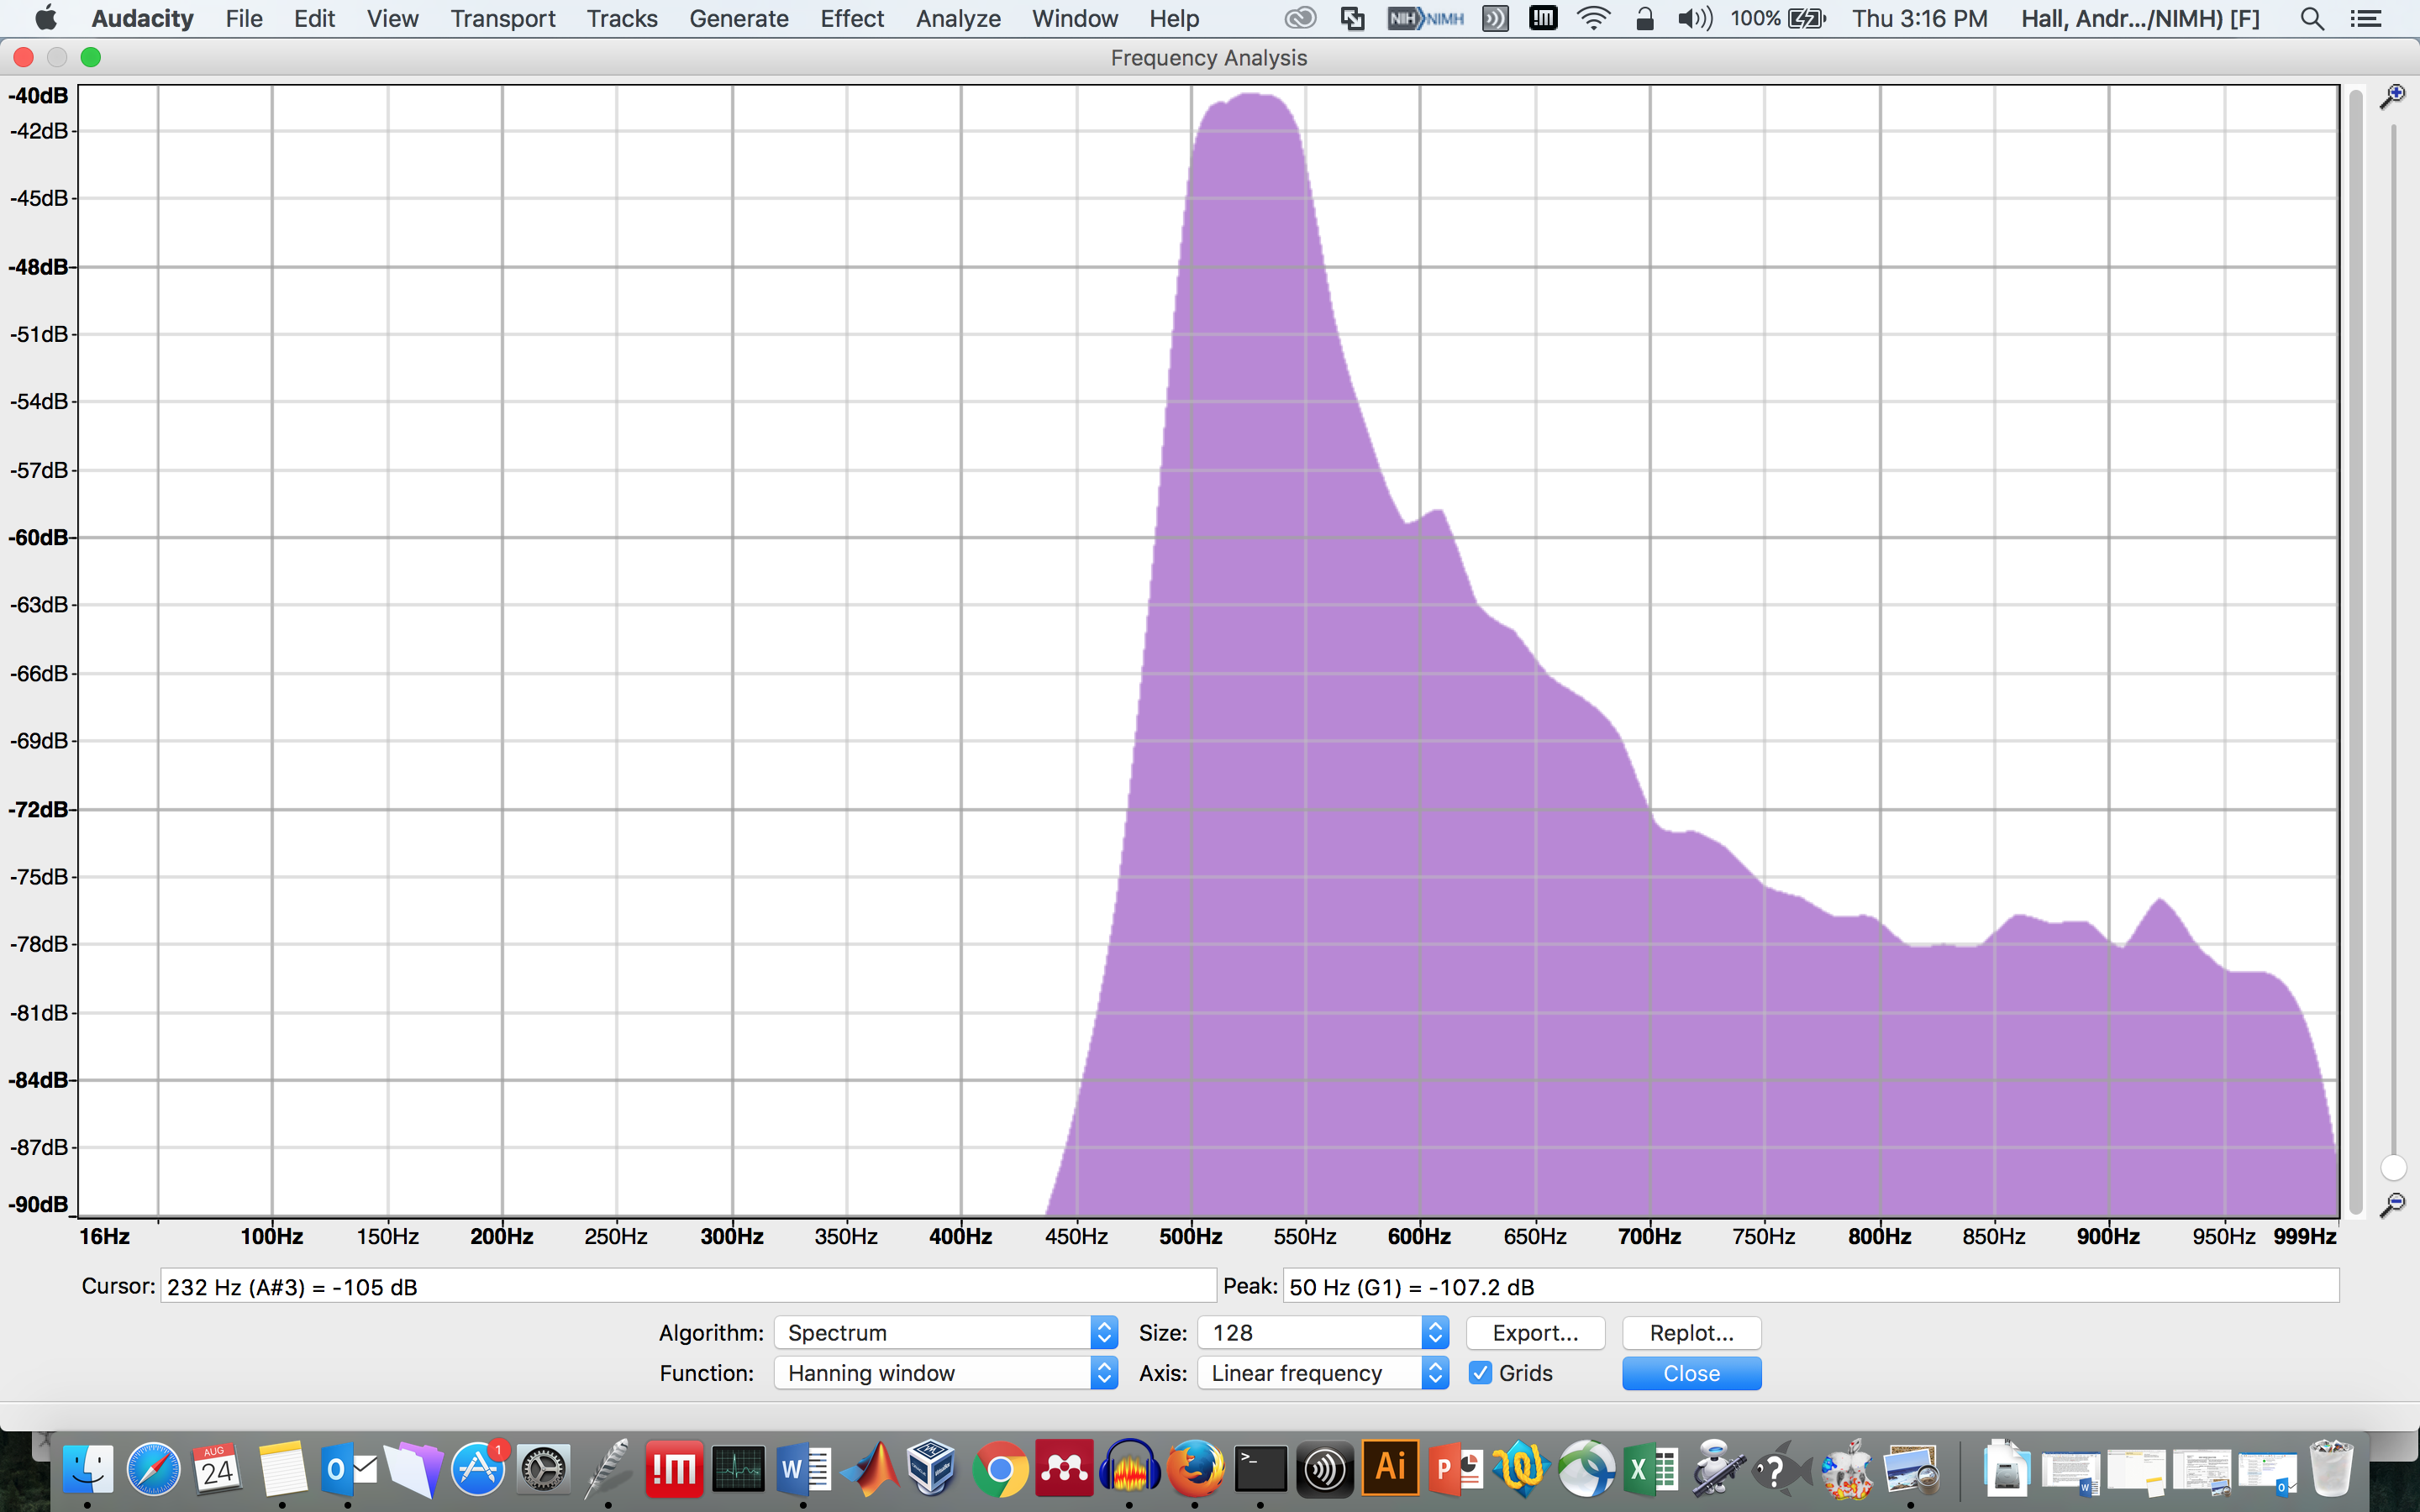 Audacity File Edit View Transport Tracks Generate Effect Analyze Window Help NIH NIMH !M 100% Thu 3:16 PM Hall, Andr.../NIMH) [F]
Frequency Analysis
-40dB
-42dB
-45dB
-48dB
-51dB
-54dB
-57dB
-60dB
-63dB
-66dB
-69dB
-72dB
-75dB
-78dB
-81dB
-84dB
-87dB
-90dB
16Hz 100Hz 150Hz 200Hz 250Hz 300Hz 350Hz 400Hz 450Hz 500Hz 550Hz 600Hz 650Hz 700Hz 750Hz 800Hz 850Hz 900Hz 950Hz 999Hz
Cursor: 232 Hz (A#3) = -105 dB Peak: 50 Hz (G1) = -107.2 dB
Algorithm: Spectrum Size: 128 Export... Replot...
Function: Hanning window Axis: Linear frequency Grids Close
AUG
24
1
!M
W
>_
Ai
P
X
?